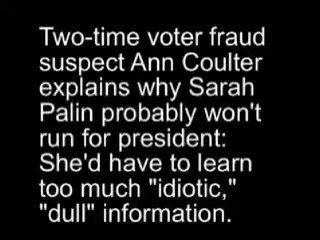 Two-time voter fraud
suspect Ann Coulter
explains why Sarah
Palin probably won't
run for president:
She'd have to learn
too much "idiotic,"
"dull" information.